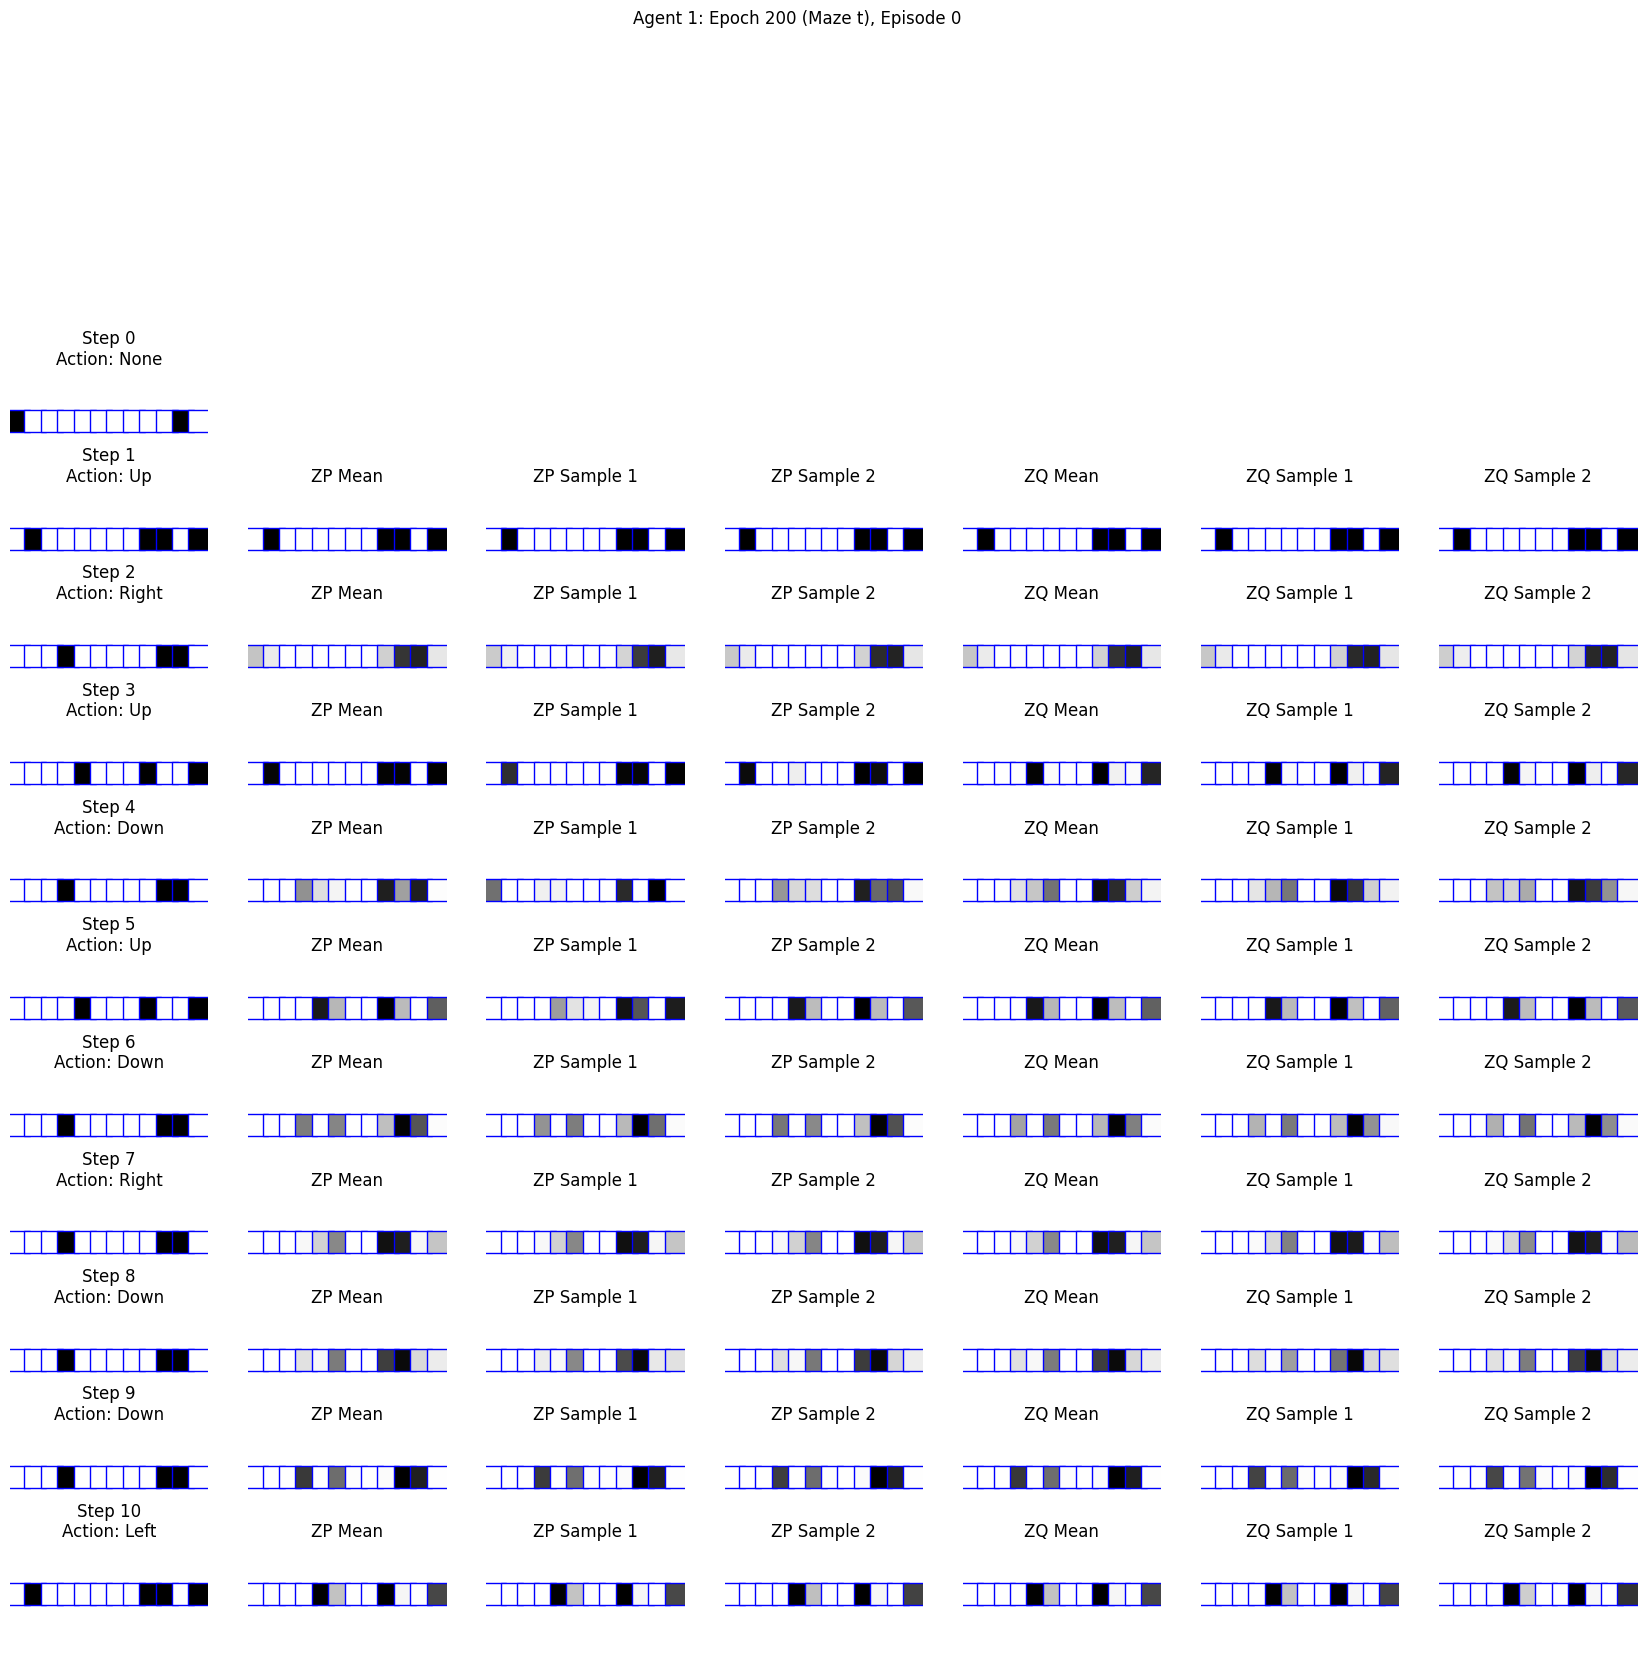 Agent 1: Epoch 200 (Maze t), Episode 0
Step 0
Action: None
Step 1
Action: Up
ZP Mean
ZP Sample 1
ZP Sample 2
ZQ Mean
ZQ Sample 1
ZQ Sample 2
Step 2
Action: Right
ZP Mean
ZP Sample 1
ZP Sample 2
ZQ Mean
ZQ Sample 1
ZQ Sample 2
Step 3
Action: Up
ZP Mean
ZP Sample 1
ZP Sample 2
ZQ Mean
ZQ Sample 1
ZQ Sample 2
Step 4
Action: Down
ZP Mean
ZP Sample 1
ZP Sample 2
ZQ Mean
ZQ Sample 1
ZQ Sample 2
Step 5
Action: Up
ZP Mean
ZP Sample 1
ZP Sample 2
ZQ Mean
ZQ Sample 1
ZQ Sample 2
Step 6
Action: Down
ZP Mean
ZP Sample 1
ZP Sample 2
ZQ Mean
ZQ Sample 1
ZQ Sample 2
Step 7
Action: Right
ZP Mean
ZP Sample 1
ZP Sample 2
ZQ Mean
ZQ Sample 1
ZQ Sample 2
Step 8
Action: Down
ZP Mean
ZP Sample 1
ZP Sample 2
ZQ Mean
ZQ Sample 1
ZQ Sample 2
Step 9
Action: Down
ZP Mean
ZP Sample 1
ZP Sample 2
ZQ Mean
ZQ Sample 1
ZQ Sample 2
Step 10
Action: Left
ZP Mean
ZP Sample 1
ZP Sample 2
ZQ Mean
ZQ Sample 1
ZQ Sample 2